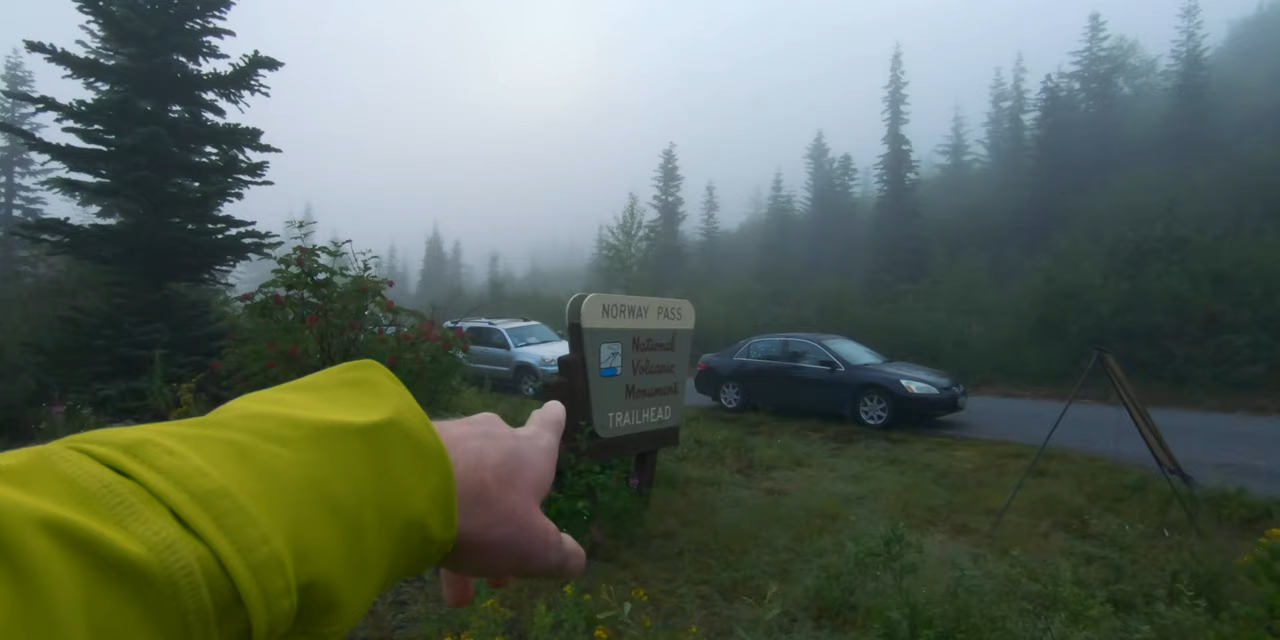 NORWAY PASS
National
Volcanic
Monument
TRAILHEAD